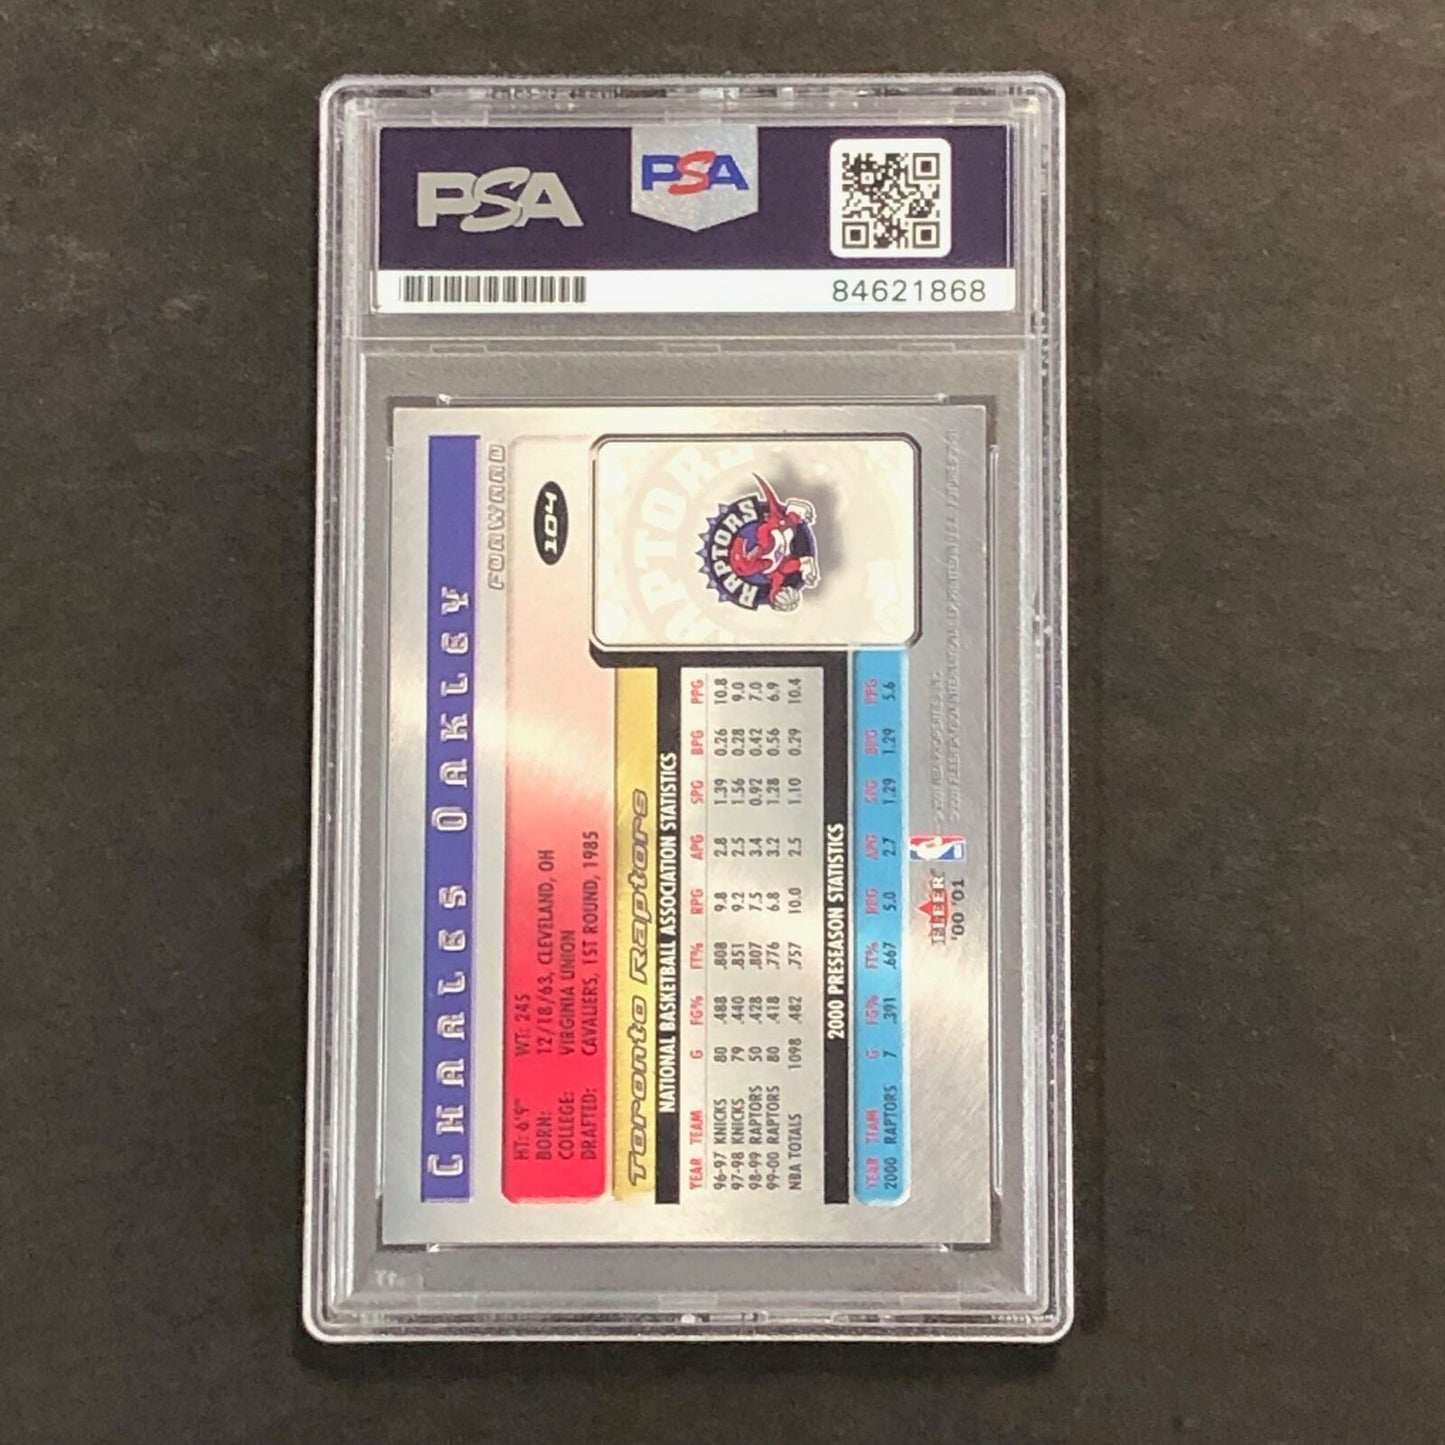 PSA
PSA
84621868
CHARLES OAKLEY
FORWARD
104
HT: 6'9" WT: 245
BORN: 12/18/63, CLEVELAND, OH
COLLEGE: VIRGINIA UNION
DRAFTED: CAVALIERS, 1ST ROUND, 1985
Toronto Raptors
RAPTORS
RAPTORS
NATIONAL BASKETBALL ASSOCIATION STATISTICS
YEAR TEAM G FG% FT% RPG APG SPG BPG PPG
96-97 KNICKS 80 .488 .808 9.8 2.8 1.39 0.26 10.8
97-98 KNICKS 79 .440 .851 9.2 2.5 1.56 0.28 9.0
98-99 RAPTORS 50 .428 .807 7.5 3.4 0.92 0.42 7.0
99-00 RAPTORS 80 .418 .776 6.8 3.2 1.28 0.56 6.9
NBA TOTALS 1098 .482 .757 10.0 2.5 1.10 0.29 10.4
2000 PRESEASON STATISTICS
YEAR TEAM G FG% FT% RPG APG SPG BPG PPG
2000 RAPTORS 7 .391 .667 5.0 2.7 1.29 1.29 5.6
FLEER
'00 '01